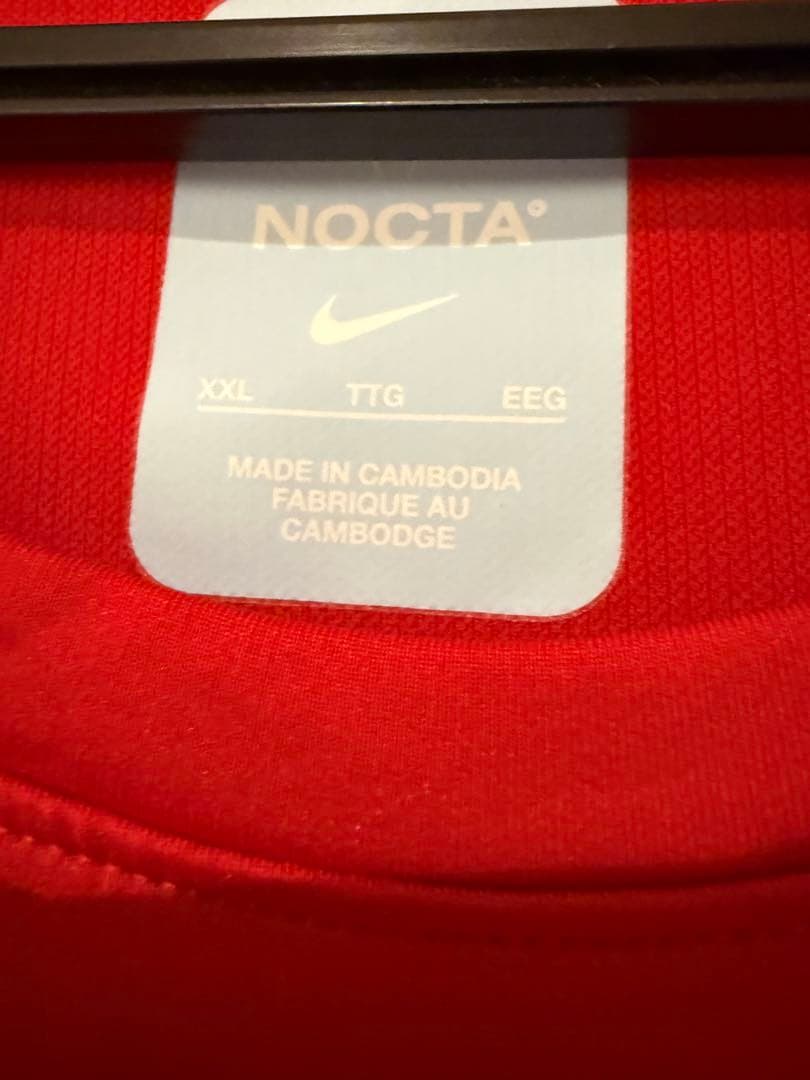 NOCTA°
XXL TTG EEG
MADE IN CAMBODIA
FABRIQUE AU
CAMBODGE